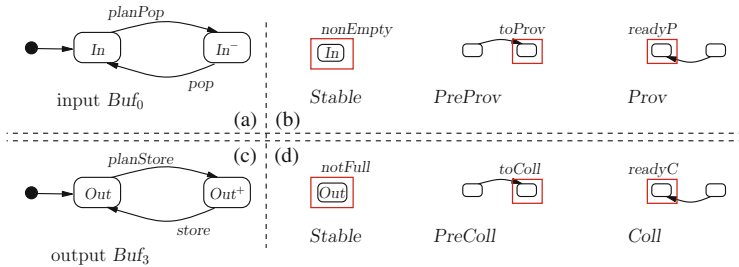 planPop
In
In⁻
pop
input Buf₀
(a)
nonEmpty
In
Stable
toProv
PreProv
readyP
Prov
(b)
planStore
Out
Out⁺
store
output Buf₃
(c)
notFull
Out
Stable
toColl
PreColl
readyC
Coll
(d)